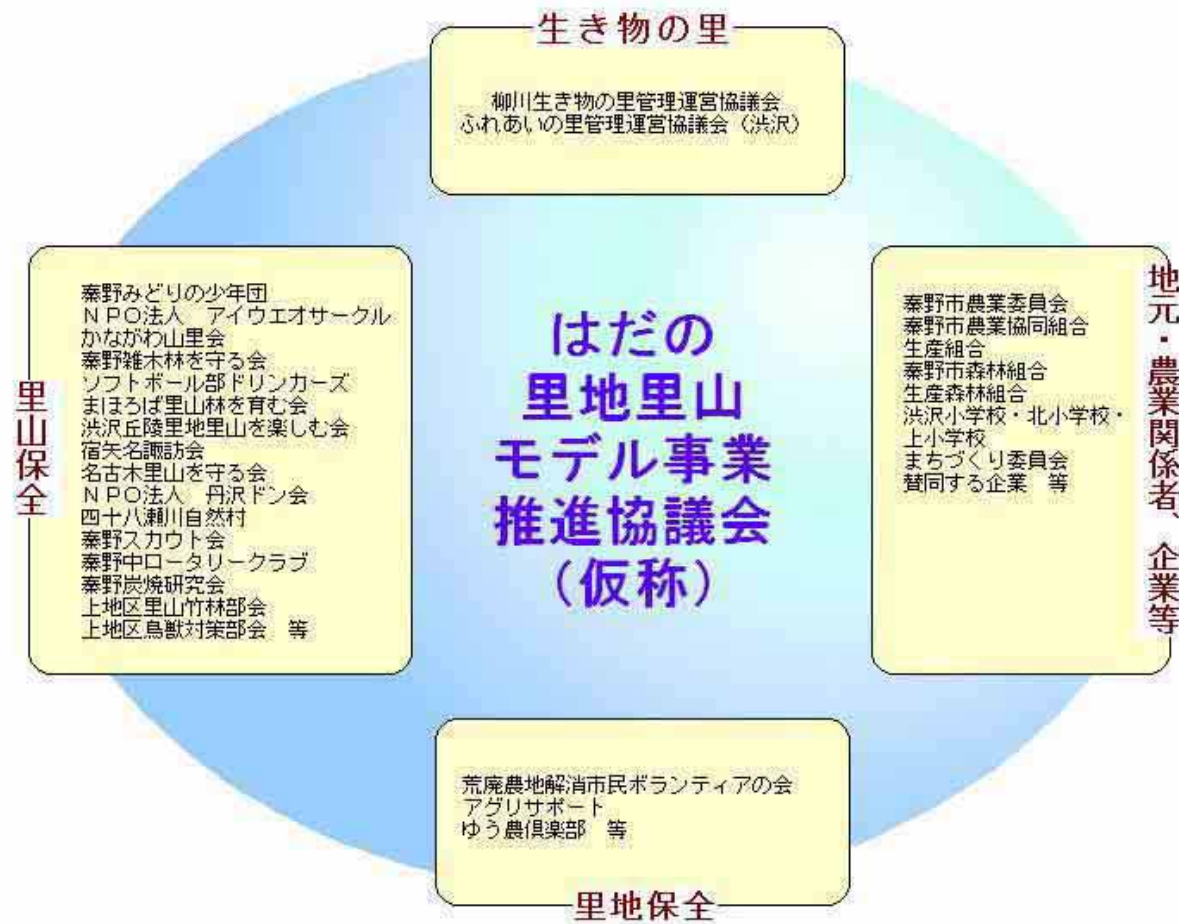 生き物の里
柳川生き物の里管理運営協議会
ふれあいの里管理運営協議会（渋沢）
里山保全
秦野みどりの少年団
ＮＰＯ法人　アイウエオサークル
かながわ山里会
秦野雑木林を守る会
ソフトボール部ドリンカーズ
まほろば里山林を育む会
渋沢丘陵里地里山を楽しむ会
宿矢名諏訪会
名古木里山を守る会
ＮＰＯ法人　丹沢ドン会
四十八瀬川自然村
秦野スカウト会
秦野中ロータリークラブ
秦野炭焼研究会
上地区里山竹林部会
上地区鳥獣対策部会　等
はだの
里地里山
モデル事業
推進協議会
（仮称）
地元・農業関係者、企業等
秦野市農業委員会
秦野市農業協同組合
生産組合
秦野市森林組合
生産森林組合
渋沢小学校・北小学校・
上小学校
まちづくり委員会
賛同する企業　等
荒廃農地解消市民ボランティアの会
アグリサポート
ゆう農倶楽部　等
里地保全